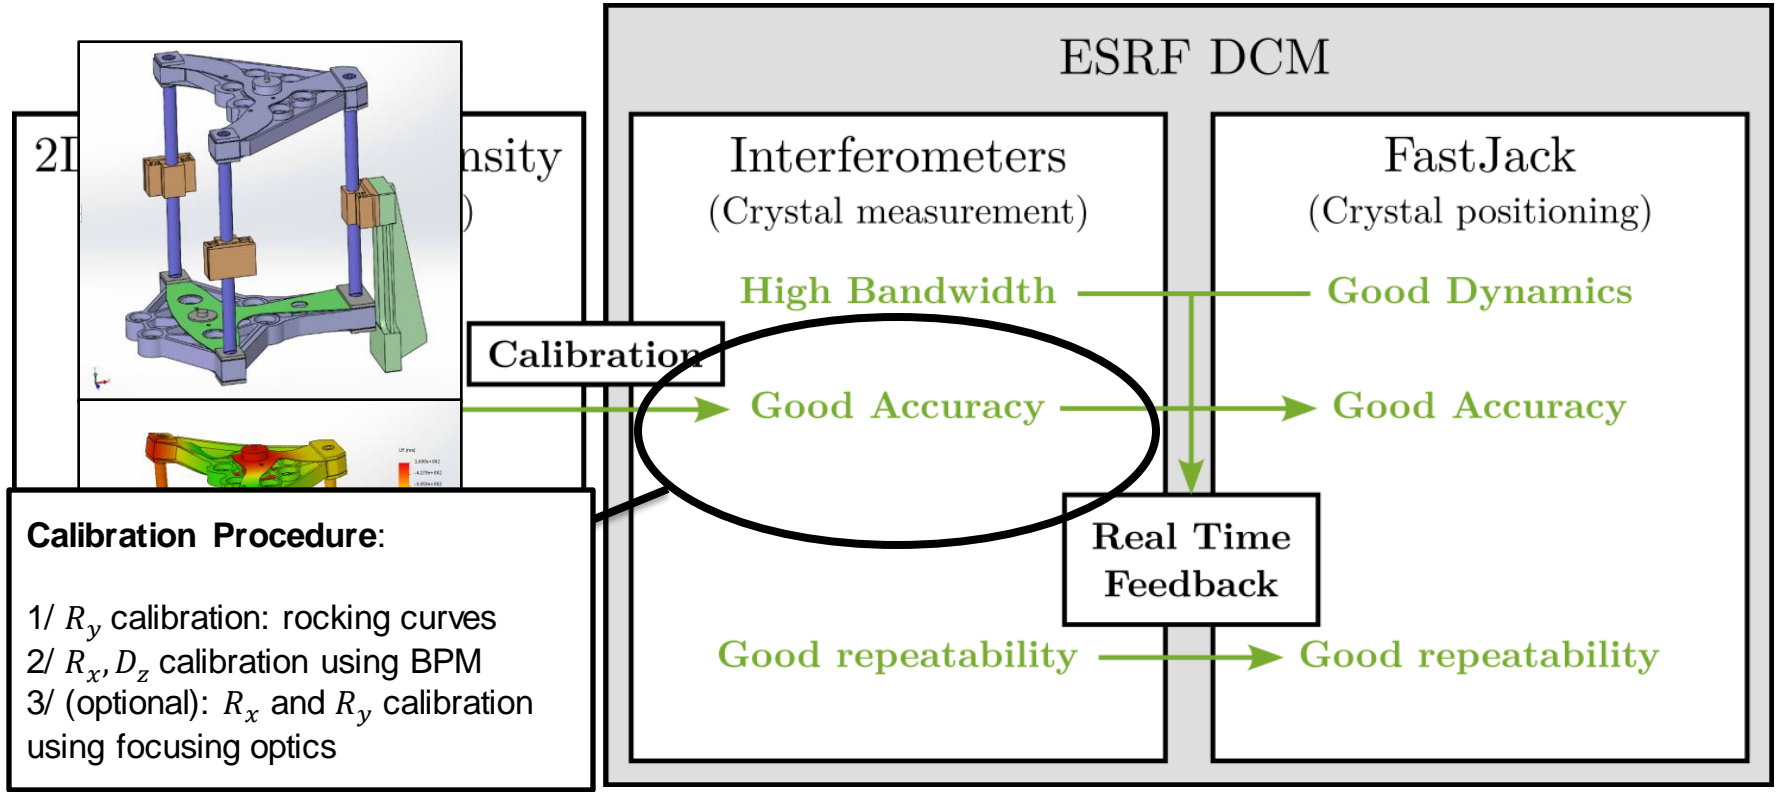 ESRF DCM
2D
nsity
)
Interferometers
(Crystal measurement)
FastJack
(Crystal positioning)
High Bandwidth
Good Dynamics
Calibration
Good Accuracy
Good Accuracy
Real Time
Feedback
Good repeatability
Good repeatability
Calibration Procedure:
1/ R_y calibration: rocking curves
2/ R_x, D_z calibration using BPM
3/ (optional): R_x and R_y calibration
using focusing optics